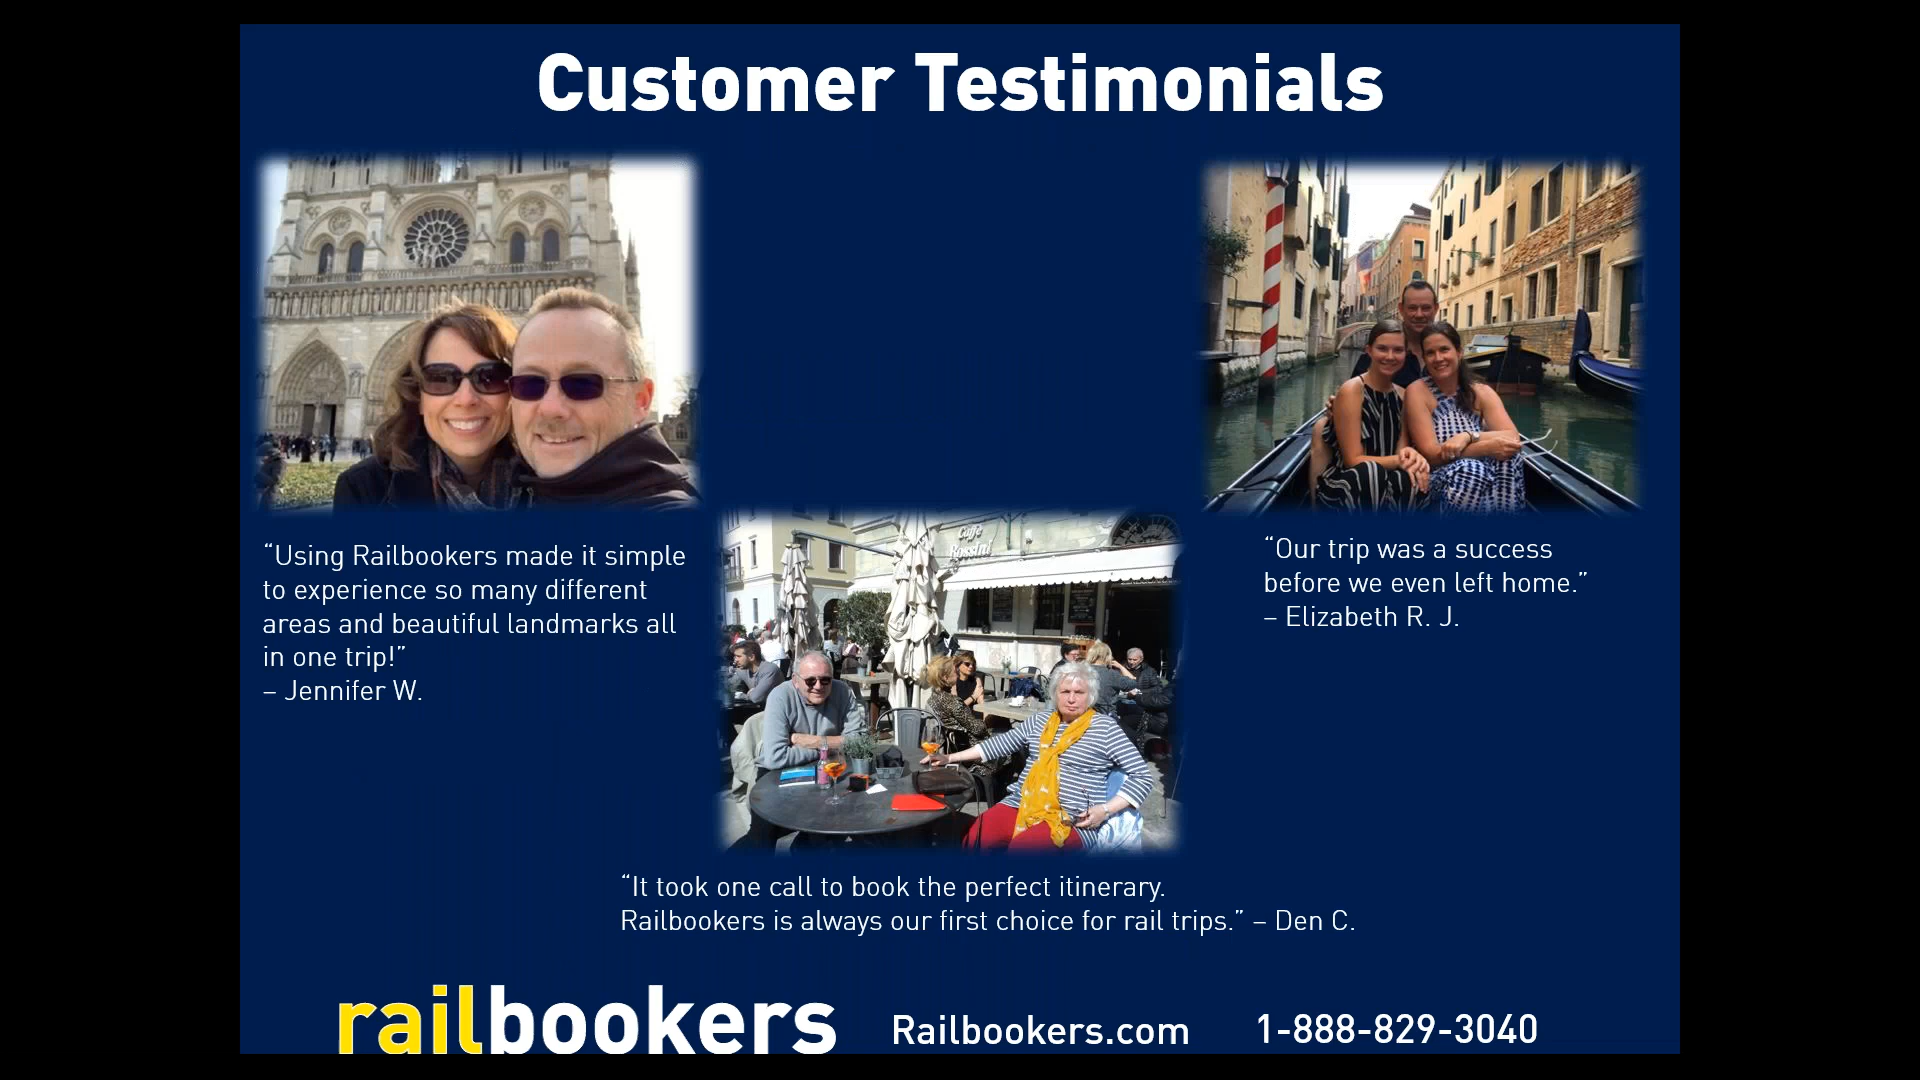 Customer Testimonials
“Using Railbookers made it simple
to experience so many different
areas and beautiful landmarks all
in one trip!”
– Jennifer W.
“Our trip was a success
before we even left home.”
– Elizabeth R. J.
Caffe
Rossini
“It took one call to book the perfect itinerary.
Railbookers is always our first choice for rail trips.” – Den C.
railbookers
Railbookers.com
1-888-829-3040